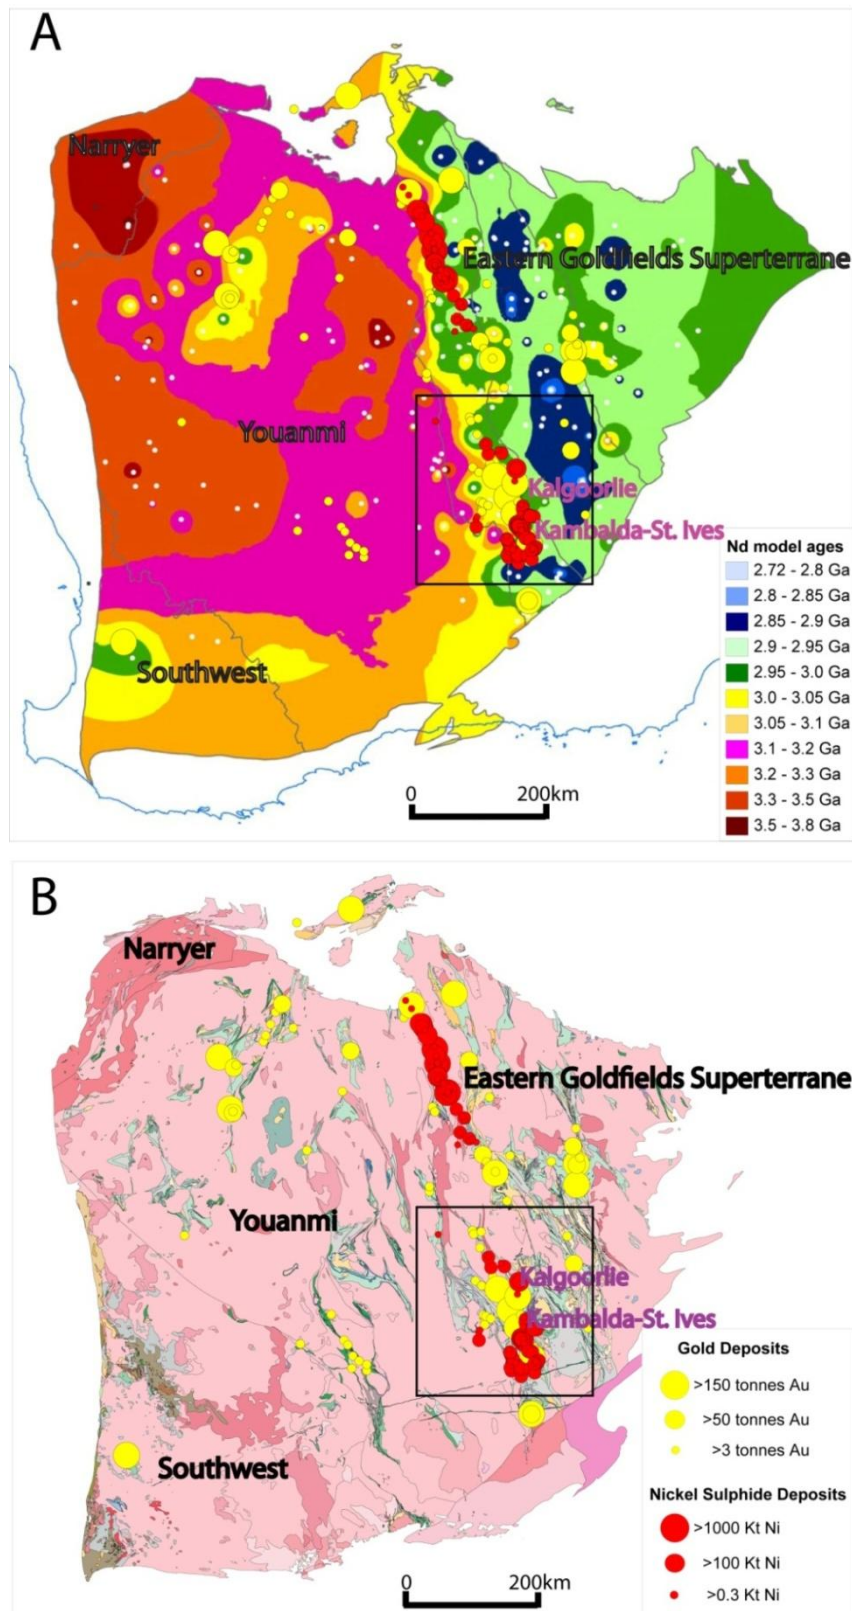 A
Narryer
Eastern Goldfields Superterrane
Youanmi
Kalgoorlie
Kambalda-St. Ives
Southwest
0 200km
Nd model ages
2.72 - 2.8 Ga
2.8 - 2.85 Ga
2.85 - 2.9 Ga
2.9 - 2.95 Ga
2.95 - 3.0 Ga
3.0 - 3.05 Ga
3.05 - 3.1 Ga
3.1 - 3.2 Ga
3.2 - 3.3 Ga
3.3 - 3.5 Ga
3.5 - 3.8 Ga
B
Narryer
Eastern Goldfields Superterrane
Youanmi
Kalgoorlie
Kambalda-St. Ives
Southwest
0 200km
Gold Deposits
>150 tonnes Au
>50 tonnes Au
>3 tonnes Au
Nickel Sulphide Deposits
>1000 Kt Ni
>100 Kt Ni
>0.3 Kt Ni